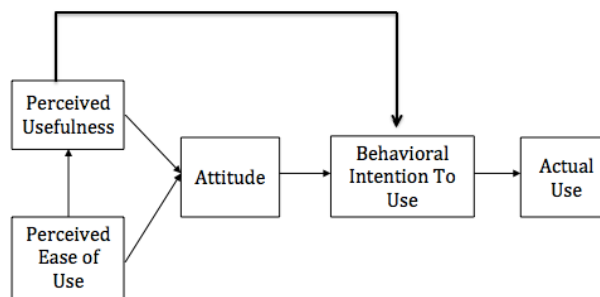 Perceived
Usefulness
Attitude
Behavioral
Intention To
Use
Actual
Use
Perceived
Ease of
Use